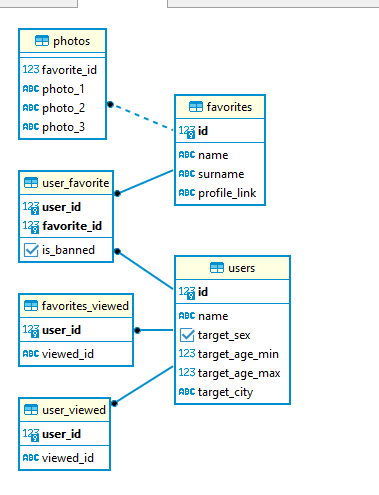 photos
123 favorite_id
ABC photo_1
ABC photo_2
ABC photo_3
favorites
123 id
ABC name
ABC surname
ABC profile_link
user_favorite
123 user_id
123 favorite_id
is_banned
users
123 id
ABC name
target_sex
123 target_age_min
123 target_age_max
ABC target_city
favorites_viewed
123 user_id
ABC viewed_id
user_viewed
123 user_id
ABC viewed_id